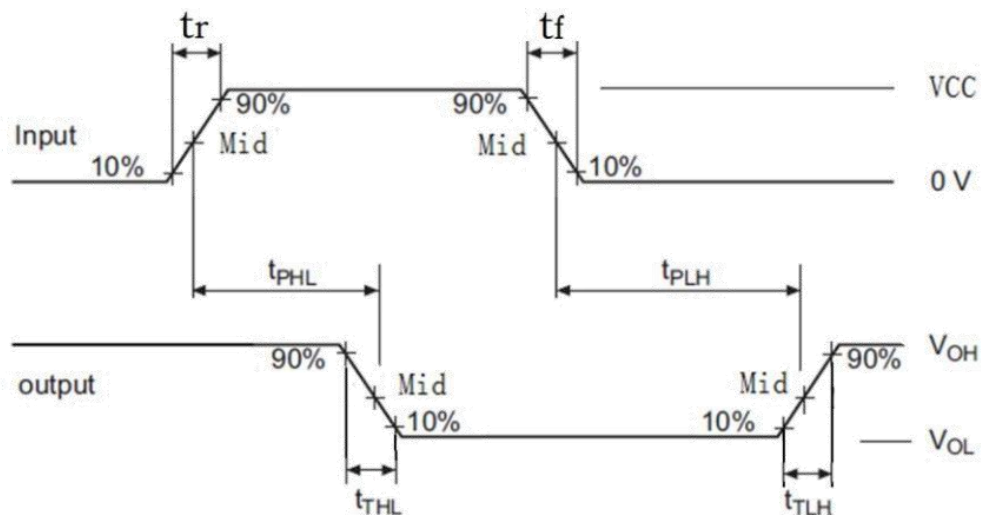 tr
tf
90%
90%
VCC
Input
Mid
Mid
10%
10%
0 V
tPHL
tPLH
90%
90%
VOH
output
Mid
Mid
10%
10%
VOL
tTHL
tTLH